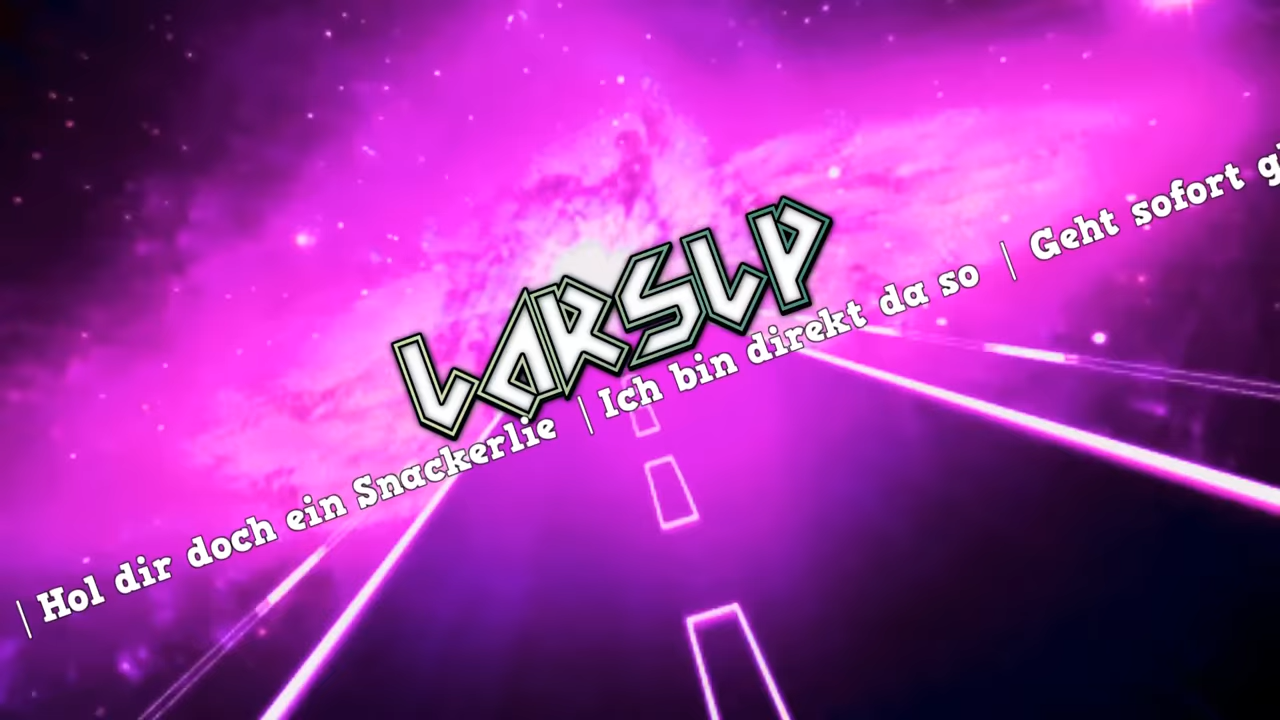 LARSLP
| Hol dir doch ein Snackerlie | Ich bin direkt da so | Geht sofort